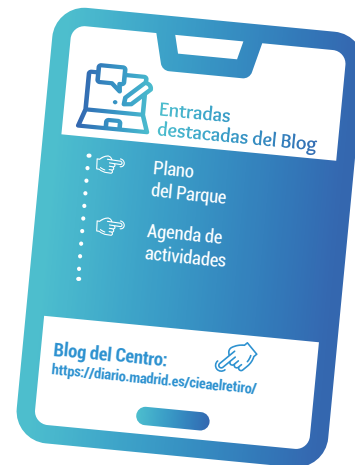 Entradas
destacadas del Blog
Plano
del Parque
Agenda de
actividades
Blog del Centro:
https://diario.madrid.es/cieaelretiro/